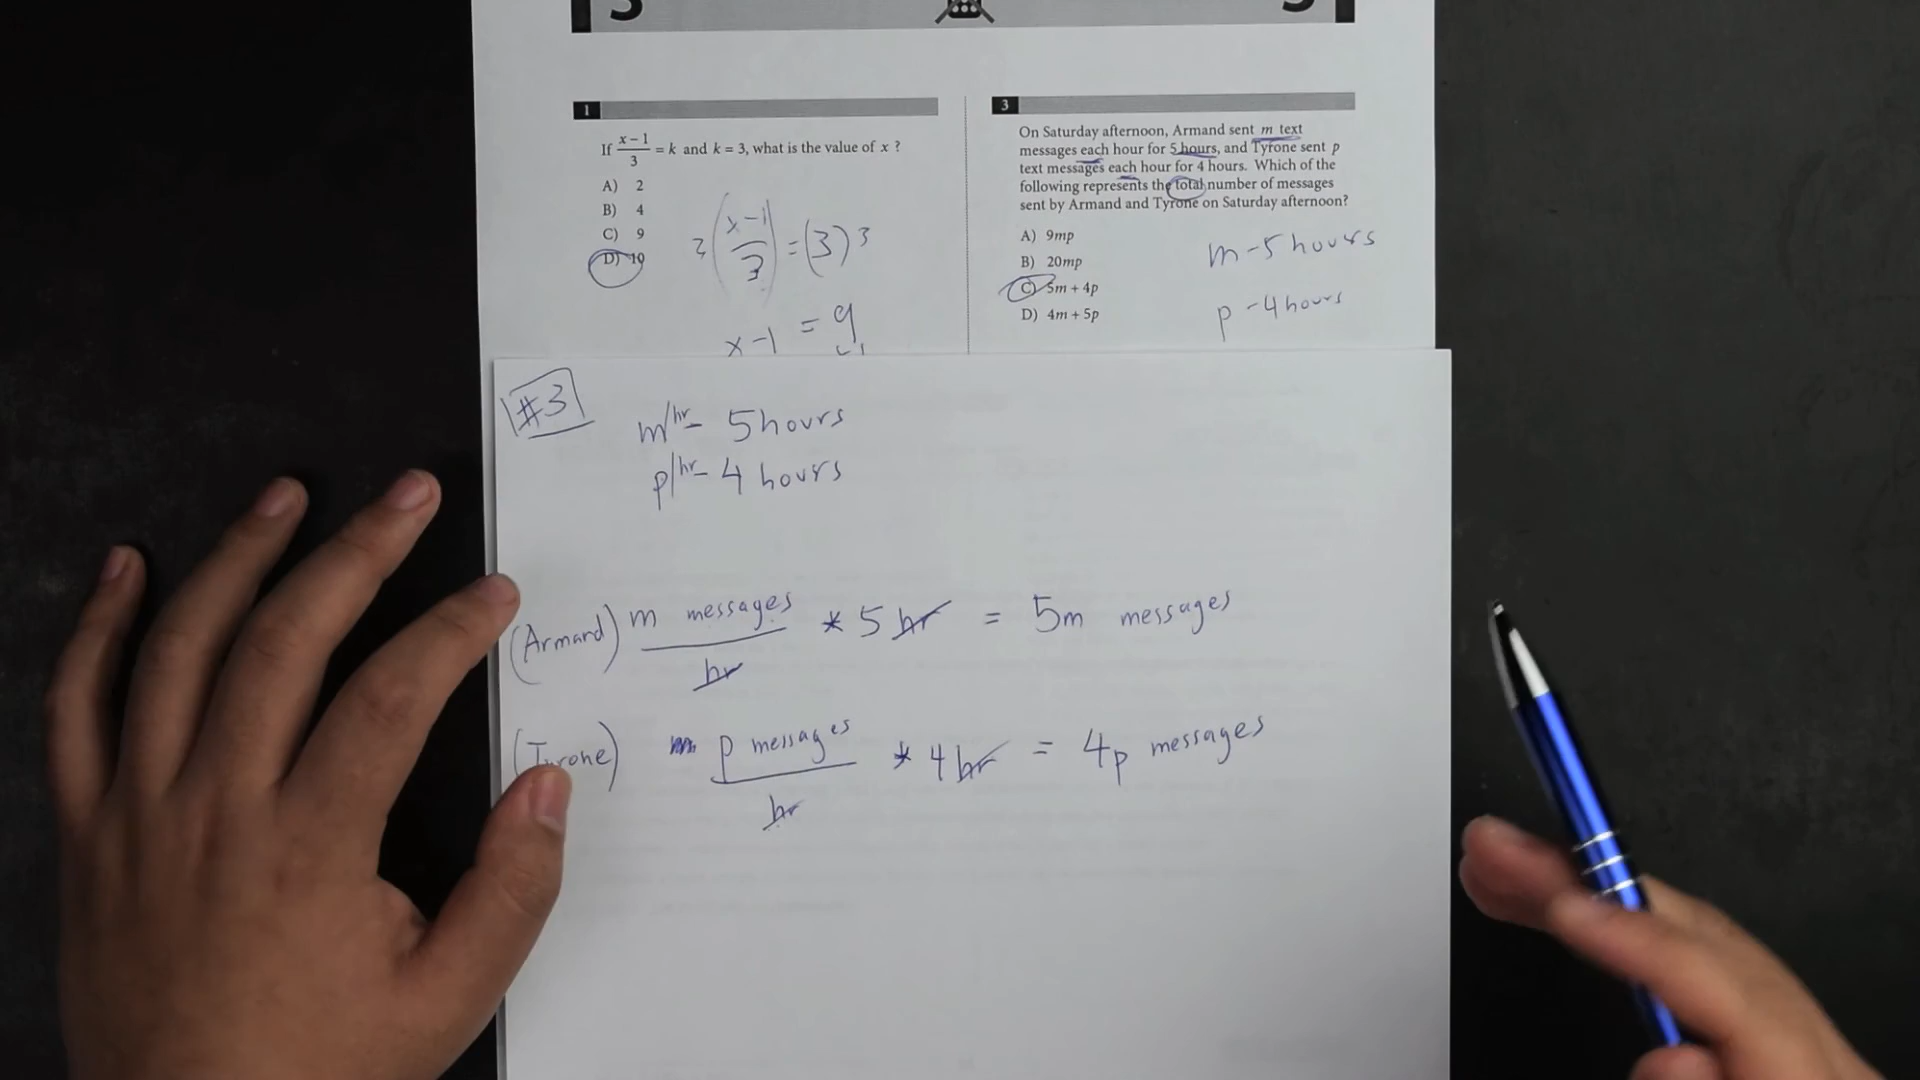 1
If x-1/3 = k and k = 3, what is the value of x ?
A) 2
B) 4
C) 9
D) 10
(x-1/3) = (3) 3
x-1 = 9
3
On Saturday afternoon, Armand sent m text
messages each hour for 5 hours, and Tyrone sent p
text messages each hour for 4 hours. Which of the
following represents the total number of messages
sent by Armand and Tyrone on Saturday afternoon?
A) 9mp
B) 20mp
C) 5m + 4p
D) 4m + 5p
m - 5 hours
p - 4 hours
#3
m/hr - 5 hours
p/hr - 4 hours
(Armand) m messages/hr * 5 hr = 5m messages
(Tyrone) p messages/hr * 4 hr = 4p messages